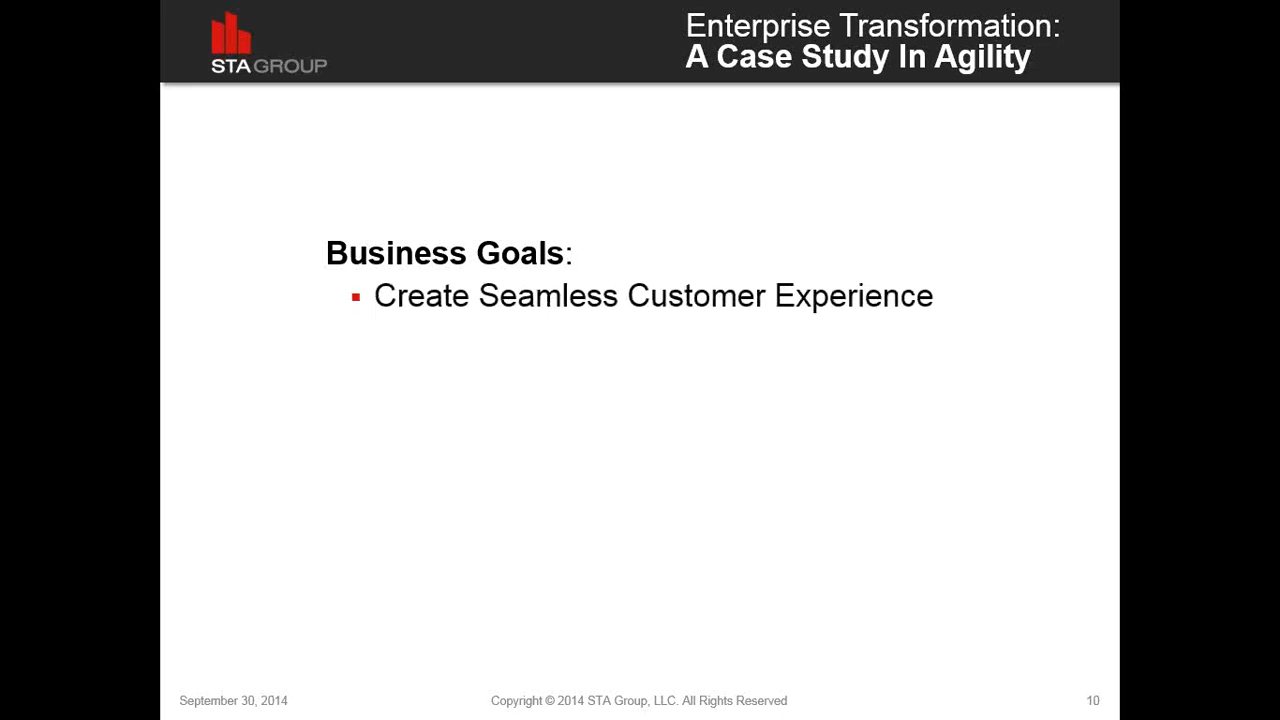 STA GROUP
Enterprise Transformation:
A Case Study In Agility
Business Goals:
▪ Create Seamless Customer Experience
September 30, 2014
Copyright © 2014 STA Group, LLC. All Rights Reserved
10